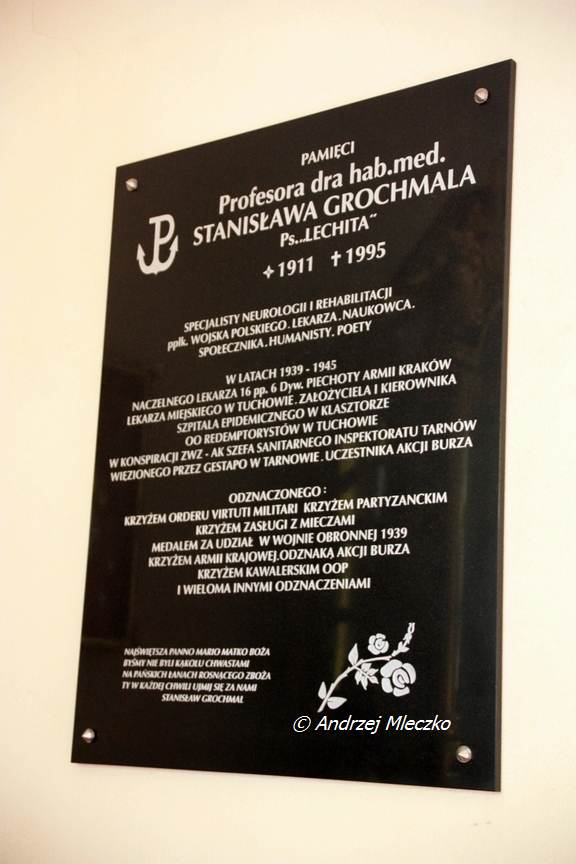 PAMIĘCI
Profesora dra hab.med.
STANISŁAWA GROCHMALA
Ps.„LECHITA”
1911 1995
SPECJALISTY NEUROLOGII I REHABILITACJI
ppłk. WOJSKA POLSKIEGO. LEKARZA. NAUKOWCA.
SPOŁECZNIKA. HUMANISTY. POETY
W LATACH 1939 - 1945
NACZELNEGO LEKARZA 16 pp. 6 Dyw. PIECHOTY ARMII KRAKÓW
LEKARZA MIEJSKIEGO W TUCHOWIE. ZAŁOŻYCIELA I KIEROWNIKA
SZPITALA EPIDEMICZNEGO W KLASZTORZE
OO REDEMPTORYSTÓW W TUCHOWIE
W KONSPIRACJI ZWZ - AK SZEFA SANITARNEGO INSPEKTORATU TARNÓW
WIĘZIONEGO PRZEZ GESTAPO W TARNOWIE. UCZESTNIKA AKCJI BURZA
ODZNACZONEGO:
KRZYŻEM ORDERU VIRTUTI MILITARI KRZYŻEM PARTYZANCKIM
KRZYŻEM ZASŁUGI Z MIECZAMI
MEDALEM ZA UDZIAŁ W WOJNIE OBRONNEJ 1939
KRZYŻEM ARMII KRAJOWEJ.ODZNAKĄ AKCJI BURZA
KRZYŻEM KAWALERSKIM OOP
I WIELOMA INNYMI ODZNACZENIAMI
NAJŚWIĘTSZA PANNO MARIO MATKO BOŻA
BYŚMY NIE BYLI KĄKOLU CHWASTAMI
NA PAŃSKICH ŁANACH ROSNĄCEGO ZBOŻA
TY W KAŻDEJ CHWILI UJMIJ SIĘ ZA NAMI
STANISŁAW GROCHMAL
© Andrzej Mleczko